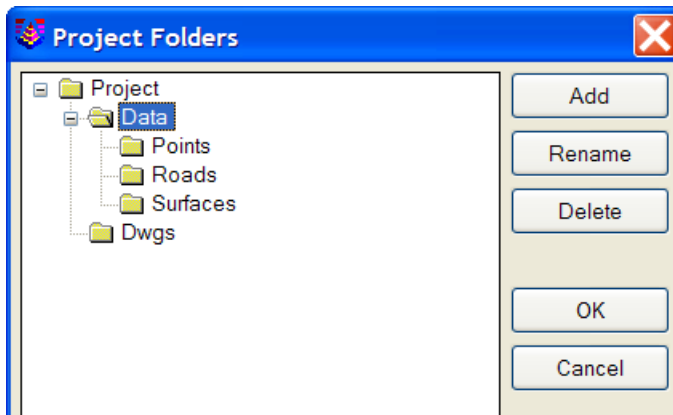 Project Folders
Project
Data
Points
Roads
Surfaces
Dwgs
Add
Rename
Delete
OK
Cancel